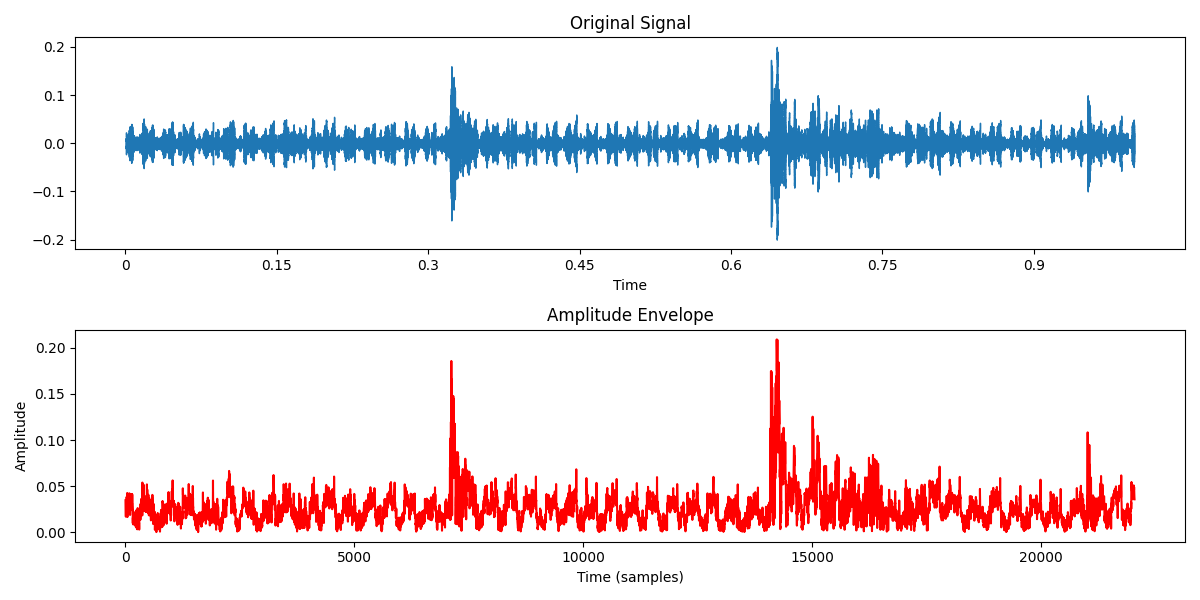 Original Signal
0.2
0.1
0.0
−0.1
−0.2
0 0.15 0.3 0.45 0.6 0.75 0.9
Time
Amplitude Envelope
Amplitude
0.20
0.15
0.10
0.05
0.00
0 5000 10000 15000 20000
Time (samples)